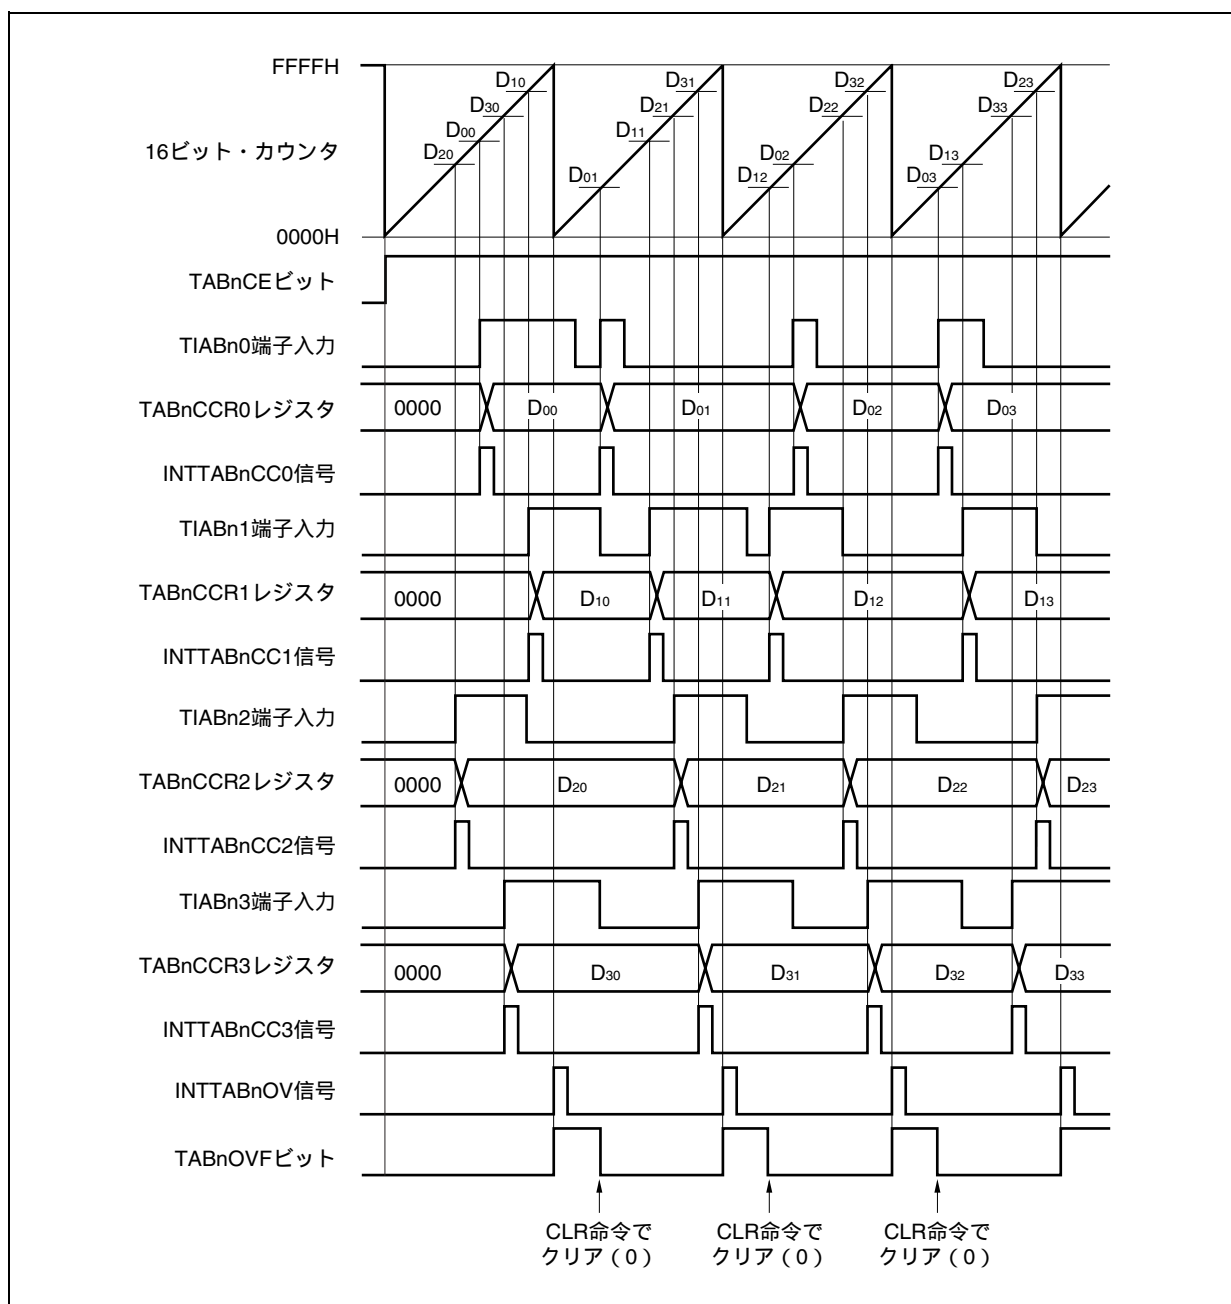 FFFFH
D10
D31
D32
D23
D30
D21
D22
D33
16ビット・カウンタ
D00
D11
D20
D02
D13
D01
D12
D03
0000H
TABnCEビット
TIABn0端子入力
TABnCCR0レジスタ
0000
D00
D01
D02
D03
INTTABnCC0信号
TIABn1端子入力
TABnCCR1レジスタ
0000
D10
D11
D12
D13
INTTABnCC1信号
TIABn2端子入力
TABnCCR2レジスタ
0000
D20
D21
D22
D23
INTTABnCC2信号
TIABn3端子入力
TABnCCR3レジスタ
0000
D30
D31
D32
D33
INTTABnCC3信号
INTTABnOV信号
TABnOVFビット
CLR命令で
クリア(0)
CLR命令で
クリア(0)
CLR命令で
クリア(0)